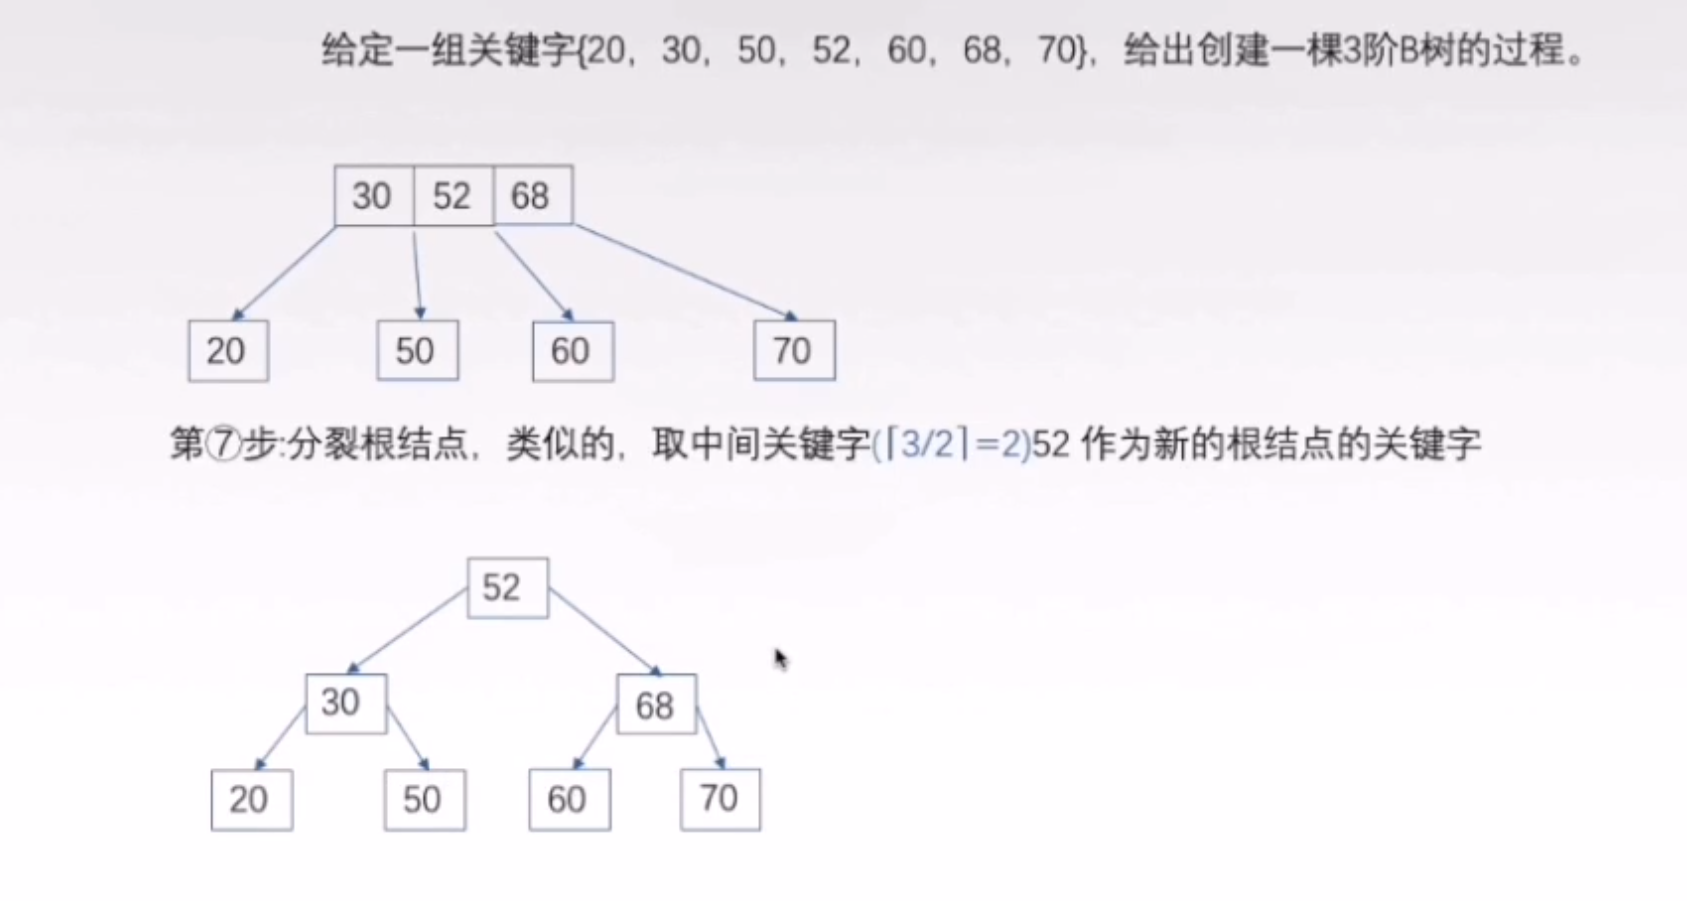 给定一组关键字{20，30，50，52，60，68，70}，给出创建一棵3阶B树的过程。
30 52 68
20 50 60 70
第⑦步:分裂根结点，类似的，取中间关键字(⌈3/2⌉=2)52 作为新的根结点的关键字
52
30 68
20 50 60 70